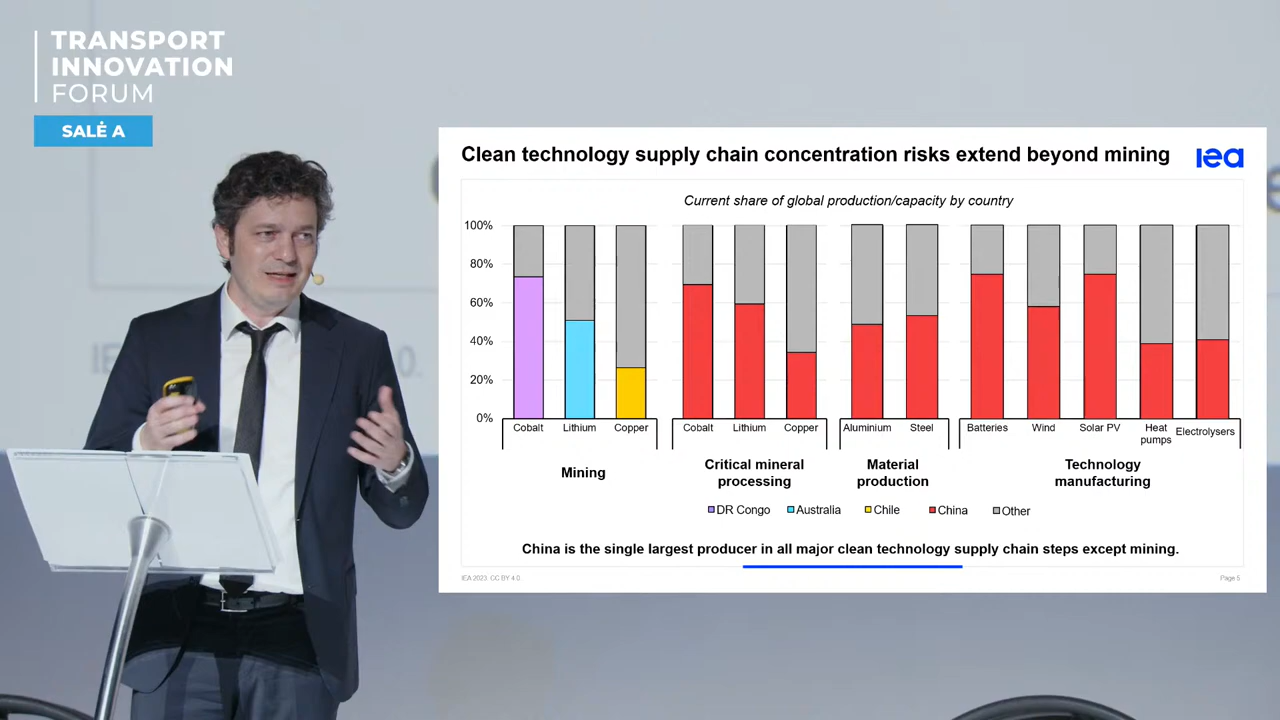 TRANSPORT
INNOVATION
FORUM
SALĖ A
Clean technology supply chain concentration risks extend beyond mining
iea
Current share of global production/capacity by country
100%
80%
60%
40%
20%
0%
Cobalt Lithium Copper
Cobalt Lithium Copper
Aluminium Steel
Batteries Wind Solar PV Heat pumps Electrolysers
Mining
Critical mineral
processing
Material
production
Technology
manufacturing
DR Congo Australia Chile China Other
China is the single largest producer in all major clean technology supply chain steps except mining.
IEA 2023. CC BY 4.0.
Page 5